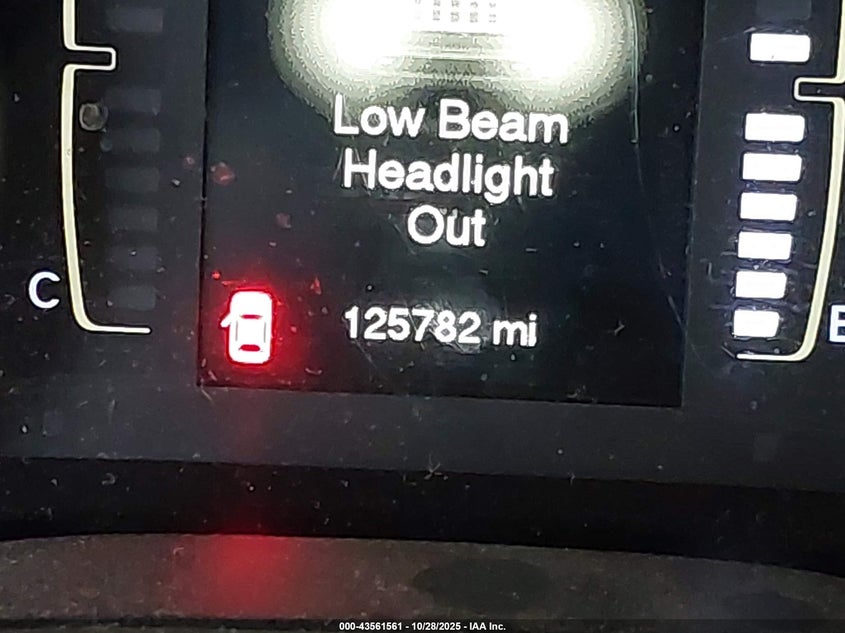 Low Beam
Headlight
Out
C
125782 mi
E
000-43561561 - 10/28/2025 - IAA Inc.